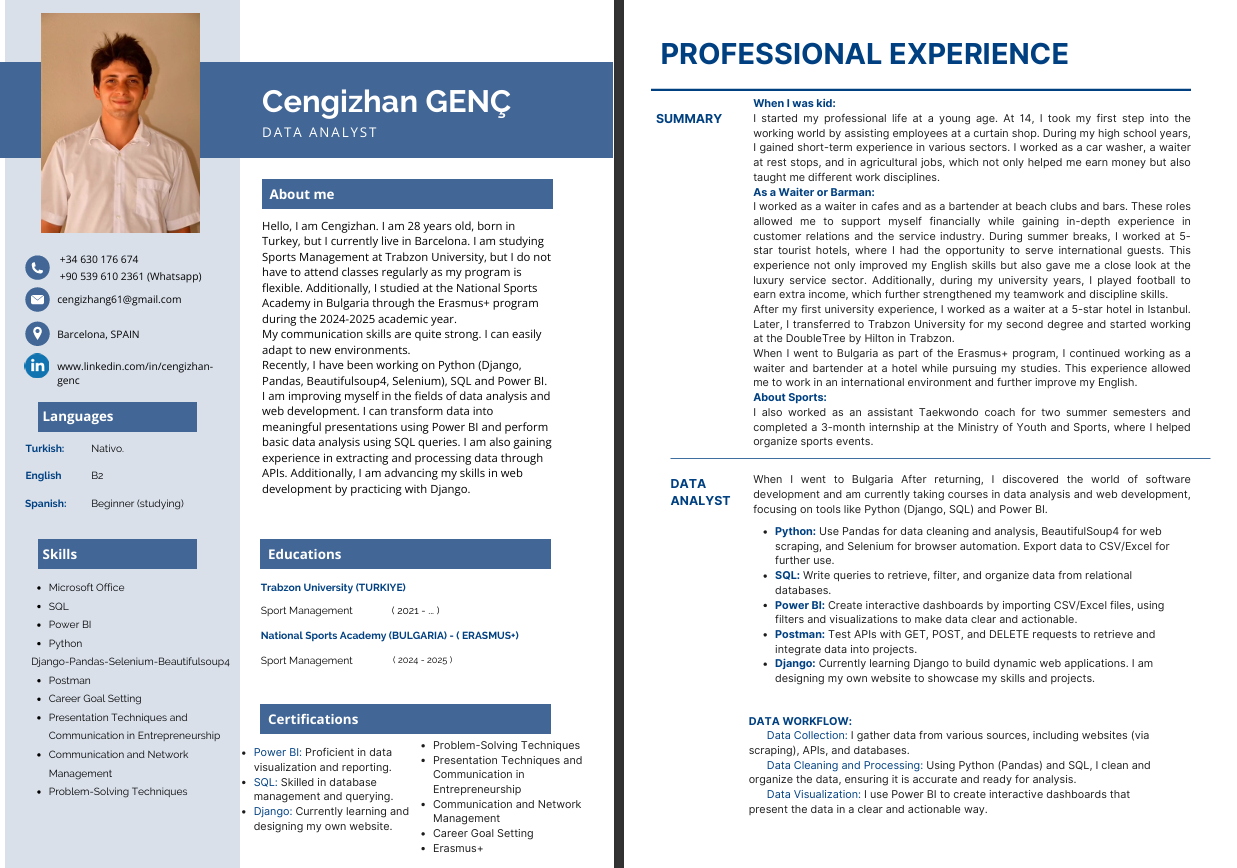 Cengizhan GENÇ
DATA ANALYST
+34 630 176 674
+90 539 610 2361 (Whatsapp)
cengizhang61@gmail.com
Barcelona, SPAIN
www.linkedin.com/in/cengizhan-
genc
Languages
Turkish: Nativo.
English B2
Spanish: Beginner (studying)
Skills
• Microsoft Office
• SQL
• Power BI
• Python
Django-Pandas-Selenium-Beautifulsoup4
• Postman
• Career Goal Setting
• Presentation Techniques and
Communication in Entrepreneurship
• Communication and Network
Management
• Problem-Solving Techniques
About me
Hello, I am Cengizhan. I am 28 years old, born in
Turkey, but I currently live in Barcelona. I am studying
Sports Management at Trabzon University, but I do not
have to attend classes regularly as my program is
flexible. Additionally, I studied at the National Sports
Academy in Bulgaria through the Erasmus+ program
during the 2024-2025 academic year.
My communication skills are quite strong. I can easily
adapt to new environments.
Recently, I have been working on Python (Django,
Pandas, Beautifulsoup4, Selenium), SQL and Power BI.
I am improving myself in the fields of data analysis and
web development. I can transform data into
meaningful presentations using Power BI and perform
basic data analysis using SQL queries. I am also gaining
experience in extracting and processing data through
APIs. Additionally, I am advancing my skills in web
development by practicing with Django.
Educations
Trabzon University (TURKIYE)
Sport Management ( 2021 - ... )
National Sports Academy (BULGARIA) - ( ERASMUS+)
Sport Management ( 2024 - 2025 )
Certifications
• Power BI: Proficient in data
visualization and reporting.
• SQL: Skilled in database
management and querying.
• Django: Currently learning and
designing my own website.
• Problem-Solving Techniques
• Presentation Techniques and
Communication in
Entrepreneurship
• Communication and Network
Management
• Career Goal Setting
• Erasmus+
PROFESSIONAL EXPERIENCE
SUMMARY
When I was kid:
I started my professional life at a young age. At 14, I took my first step into the
working world by assisting employees at a curtain shop. During my high school years,
I gained short-term experience in various sectors. I worked as a car washer, a waiter
at rest stops, and in agricultural jobs, which not only helped me earn money but also
taught me different work disciplines.
As a Waiter or Barman:
I worked as a waiter in cafes and as a bartender at beach clubs and bars. These roles
allowed me to support myself financially while gaining in-depth experience in
customer relations and the service industry. During summer breaks, I worked at 5-
star tourist hotels, where I had the opportunity to serve international guests. This
experience not only improved my English skills but also gave me a close look at the
luxury service sector. Additionally, during my university years, I played football to
earn extra income, which further strengthened my teamwork and discipline skills.
After my first university experience, I worked as a waiter at a 5-star hotel in Istanbul.
Later, I transferred to Trabzon University for my second degree and started working
at the DoubleTree by Hilton in Trabzon.
When I went to Bulgaria as part of the Erasmus+ program, I continued working as a
waiter and bartender at a hotel while pursuing my studies. This experience allowed
me to work in an international environment and further improve my English.
About Sports:
I also worked as an assistant Taekwondo coach for two summer semesters and
completed a 3-month internship at the Ministry of Youth and Sports, where I helped
organize sports events.
DATA
ANALYST
When I went to Bulgaria After returning, I discovered the world of software
development and am currently taking courses in data analysis and web development,
focusing on tools like Python (Django, SQL) and Power BI.
• Python: Use Pandas for data cleaning and analysis, BeautifulSoup4 for web
scraping, and Selenium for browser automation. Export data to CSV/Excel for
further use.
• SQL: Write queries to retrieve, filter, and organize data from relational
databases.
• Power BI: Create interactive dashboards by importing CSV/Excel files, using
filters and visualizations to make data clear and actionable.
• Postman: Test APIs with GET, POST, and DELETE requests to retrieve and
integrate data into projects.
• Django: Currently learning Django to build dynamic web applications. I am
designing my own website to showcase my skills and projects.
DATA WORKFLOW:
Data Collection: I gather data from various sources, including websites (via
scraping), APIs, and databases.
Data Cleaning and Processing: Using Python (Pandas) and SQL, I clean and
organize the data, ensuring it is accurate and ready for analysis.
Data Visualization: I use Power BI to create interactive dashboards that
present the data in a clear and actionable way.